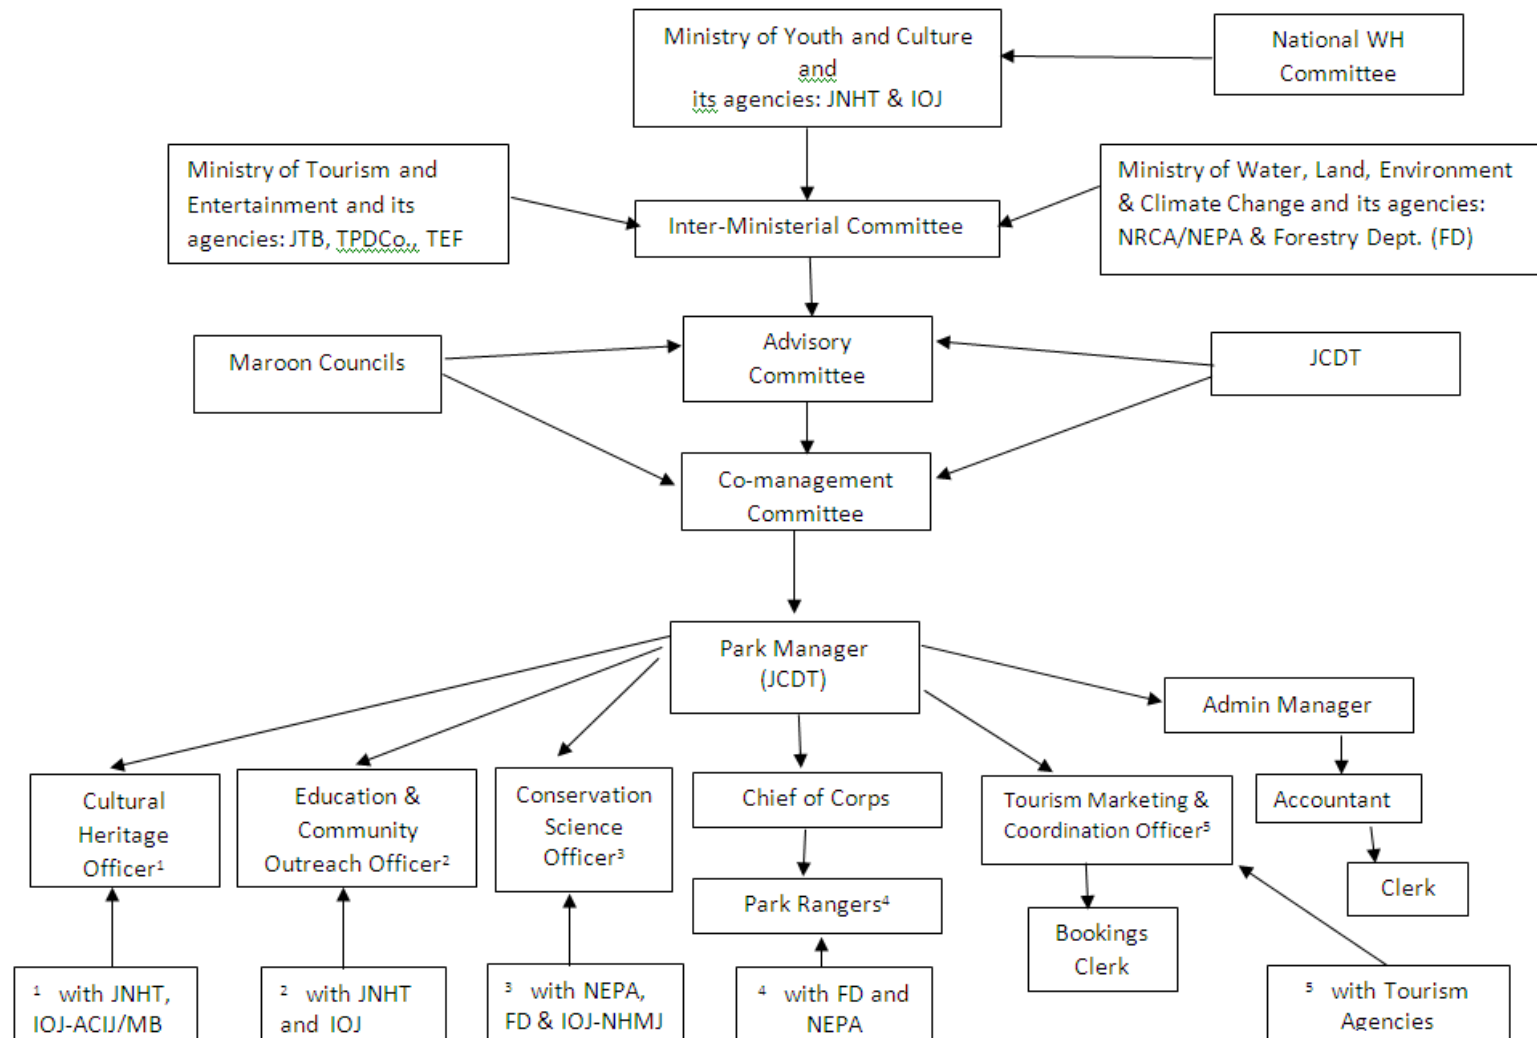 Ministry of Youth and Culture
and
its agencies: JNHT & IOJ
National WH
Committee
Ministry of Tourism and
Entertainment and its
agencies: JTB, TPDCo., TEF
Inter-Ministerial Committee
Ministry of Water, Land, Environment
& Climate Change and its agencies:
NRCA/NEPA & Forestry Dept. (FD)
Maroon Councils
Advisory
Committee
JCDT
Co-management
Committee
Park Manager
(JCDT)
Admin Manager
Cultural
Heritage
Officer¹
Education &
Community
Outreach Officer²
Conservation
Science
Officer³
Chief of Corps
Tourism Marketing &
Coordination Officer⁵
Accountant
Park Rangers⁴
Clerk
Bookings
Clerk
¹ with JNHT,
IOJ-ACIJ/MB
² with JNHT
and IOJ
³ with NEPA,
FD & IOJ-NHMJ
⁴ with FD and
NEPA
⁵ with Tourism
Agencies